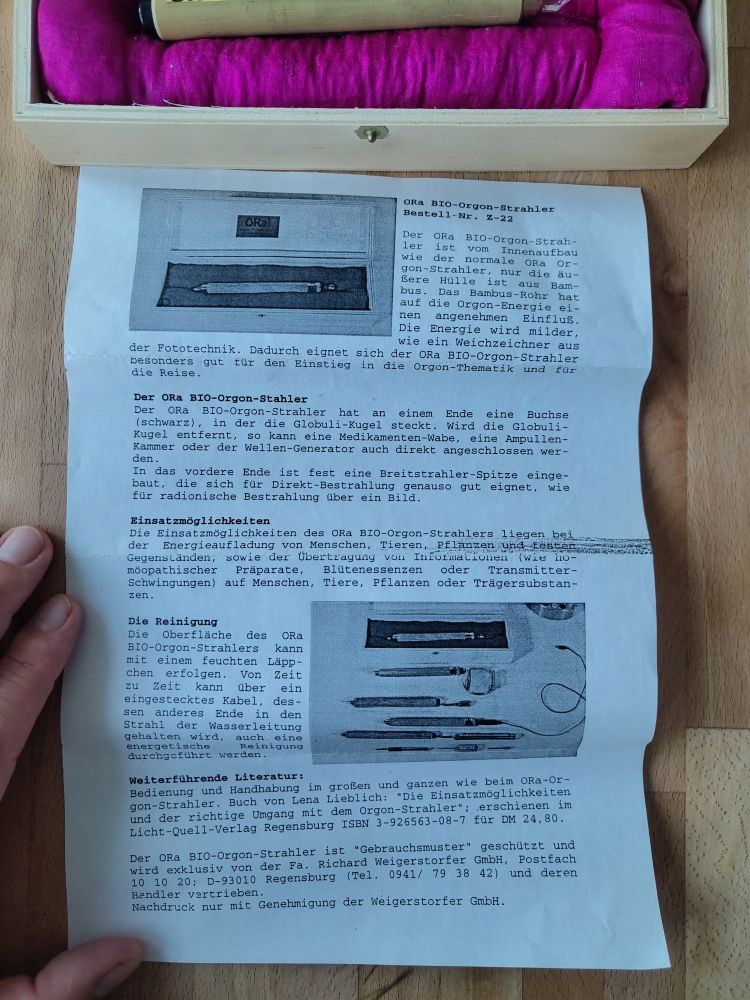 ORa
ORa BIO-Orgon-Strahler
Bestell-Nr. Z-22
Der ORa BIO-Orgon-Strah-
ler ist vom Innenaufbau
wie der normale ORa Or-
gon-Strahler, nur die äu-
ßere Hülle ist aus Bam-
bus. Das Bambus-Rohr hat
auf die Orgon-Energie ei-
nen angenehmen Einfluß.
Die Energie wird milder,
wie ein Weichzeichner aus
der Fototechnik. Dadurch eignet sich der ORa BIO-Orgon-Strahler
besonders gut für den Einstieg in die Orgon-Thematik und für
die Reise.
Der ORa BIO-Orgon-Stahler
Der ORa BIO-Orgon-Strahler hat an einem Ende eine Buchse
(schwarz), in der die Globuli-Kugel steckt. Wird die Globuli-
Kugel entfernt, so kann eine Medikamenten-Wabe, eine Ampullen-
Kammer oder der Wellen-Generator auch direkt angeschlossen wer-
den.
In das vordere Ende ist fest eine Breitstrahler-Spitze einge-
baut, die sich für Direkt-Bestrahlung genauso gut eignet, wie
für radionische Bestrahlung über ein Bild.
Einsatzmöglichkeiten
Die Einsatzmöglichkeiten des ORa BIO-Orgon-Strahlers liegen bei
der Energieaufladung von Menschen, Tieren, Pflanzen und festen
Gegenständen, sowie der Übertragung von Informationen (wie ho-
möopathischer Präparate, Blütenessenzen oder Transmitter-
Schwingungen) auf Menschen, Tiere, Pflanzen oder Trägersubstan-
zen.
Die Reinigung
Die Oberfläche des ORa
BIO-Orgon-Strahlers kann
mit einem feuchten Läpp-
chen erfolgen. Von Zeit
zu Zeit kann über ein
eingestecktes Kabel, des-
sen anderes Ende in den
Strahl der Wasserleitung
gehalten wird, auch eine
energetische Reinigung
durchgeführt werden.
Weiterführende Literatur:
Bedienung und Handhabung im großen und ganzen wie beim ORa-Or-
gon-Strahler. Buch von Lena Lieblich: "Die Einsatzmöglichkeiten
und der richtige Umgang mit dem Orgon-Strahler"; erschienen im
Licht-Quell-Verlag Regensburg ISBN 3-926563-08-7 für DM 24,80.
Der ORa BIO-Orgon-Strahler ist "Gebrauchsmuster" geschützt und
wird exklusiv von der Fa. Richard Weigerstorfer GmbH, Postfach
10 10 20; D-93010 Regensburg (Tel. 0941/ 79 38 42) und deren
Händler vertrieben.
Nachdruck nur mit Genehmigung der Weigerstorfer GmbH.